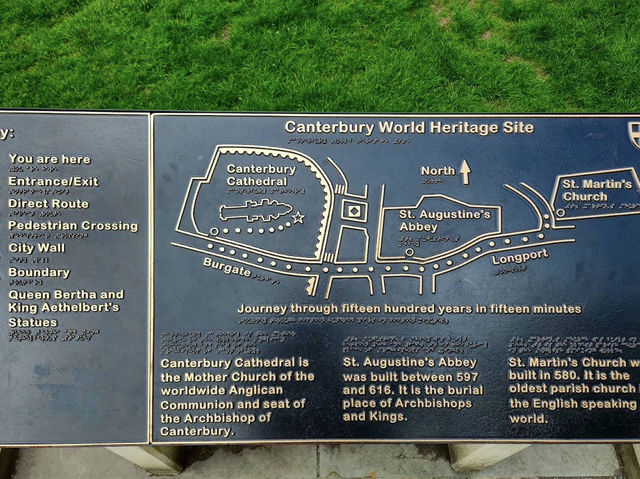 y:
You are here
Entrance/Exit
Direct Route
Pedestrian Crossing
City Wall
Boundary
Queen Bertha and
King Aethelbert's
Statues
Canterbury World Heritage Site
Canterbury
Cathedral
North
St. Augustine's
Abbey
St. Martin's
Church
Burgate
Longport
Journey through fifteen hundred years in fifteen minutes
Canterbury Cathedral is
the Mother Church of the
worldwide Anglican
Communion and seat of
the Archbishop of
Canterbury.
St. Augustine's Abbey
was built between 597
and 616. It is the burial
place of Archbishops
and Kings.
St. Martin's Church w
built in 580. It is the
oldest parish church
the English speaking
world.